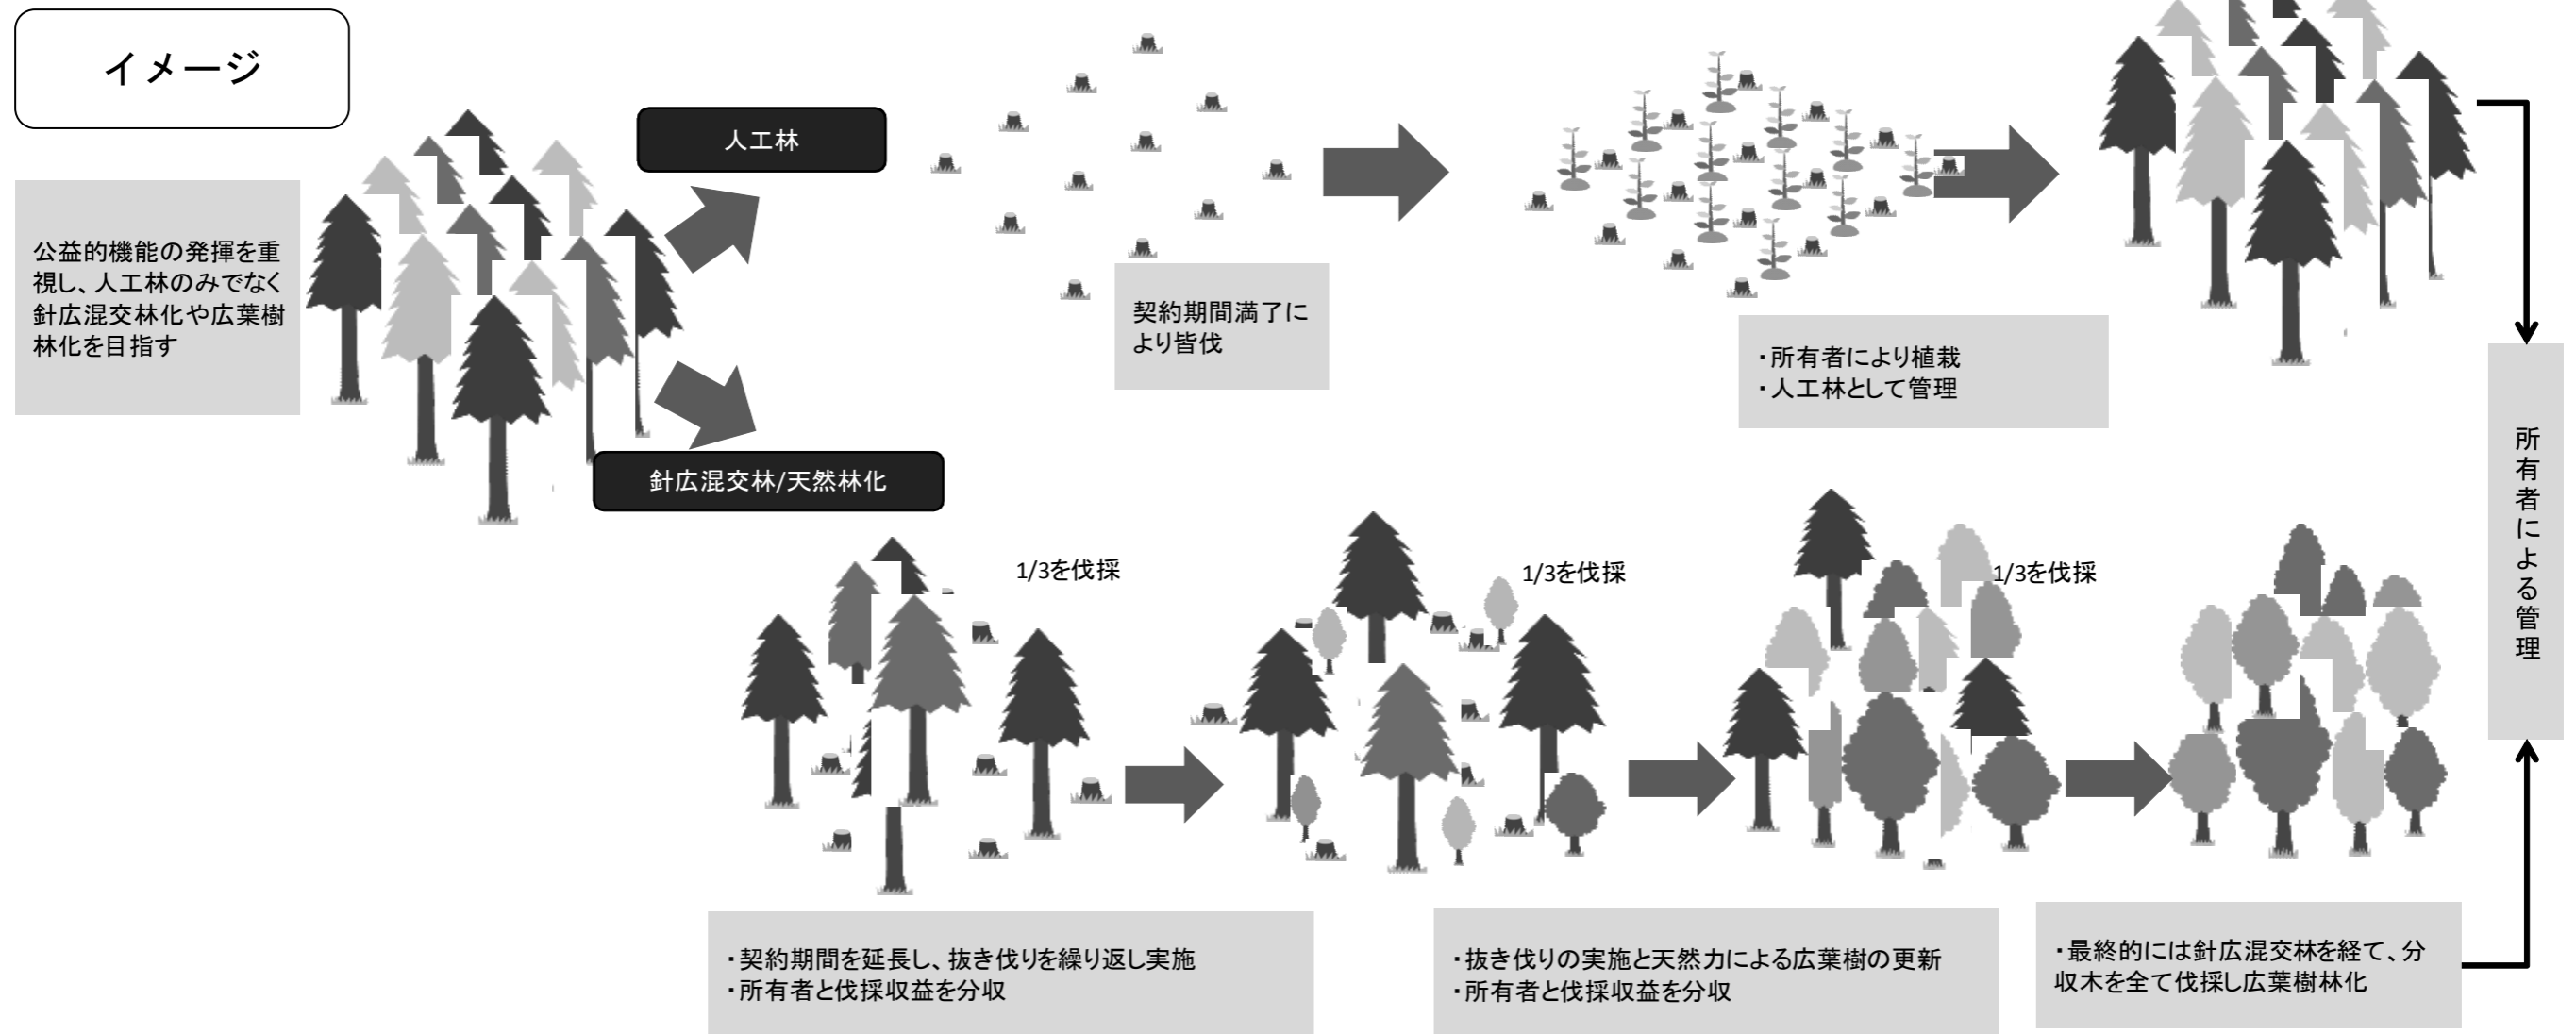 イメージ
公益的機能の発揮を重
視し、人工林のみでなく
針広混交林化や広葉樹
林化を目指す
人工林
契約期間満了に
より皆伐
・所有者により植栽
・人工林として管理
所有者による管理
針広混交林/天然林化
1/3を伐採
1/3を伐採
1/3を伐採
・契約期間を延長し、抜き伐りを繰り返し実施
・所有者と伐採収益を分収
・抜き伐りの実施と天然力による広葉樹の更新
・所有者と伐採収益を分収
・最終的には針広混交林を経て、分
収木を全て伐採し広葉樹林化